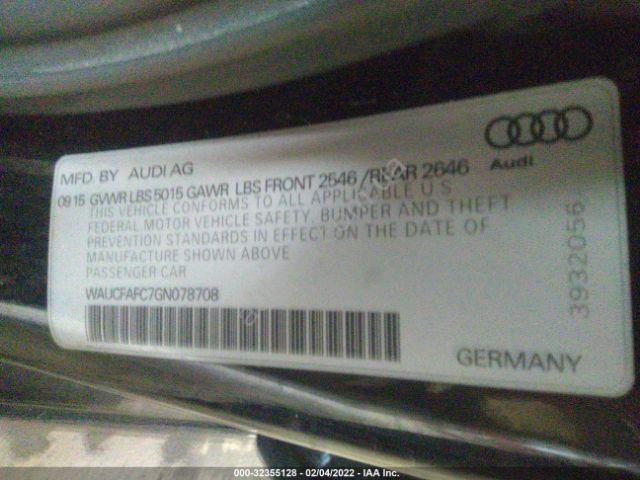 Audi
MFD. BY AUDI AG
0915 GVWR LBS 5015 GAWR LBS FRONT 2546 / REAR 2646
THIS VEHICLE CONFORMS TO ALL APPLICABLE U S
FEDERAL MOTOR VEHICLE SAFETY, BUMPER AND THEFT
PREVENTION STANDARDS IN EFFECT ON THE DATE OF
MANUFACTURE SHOWN ABOVE
PASSENGER CAR
WAUCFAFC7GN078708
3932056
GERMANY
000-32355128 - 02/04/2022 - IAA Inc.